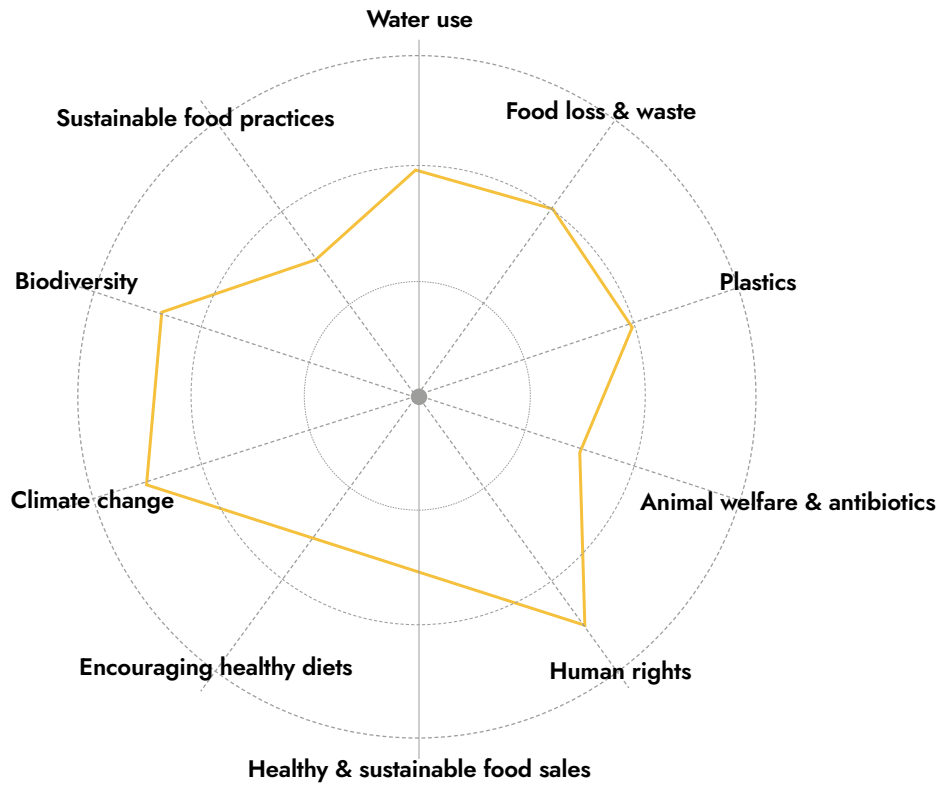 Water use
Food loss & waste
Sustainable food practices
Biodiversity
Plastics
Climate change
Animal welfare & antibiotics
Encouraging healthy diets
Human rights
Healthy & sustainable food sales